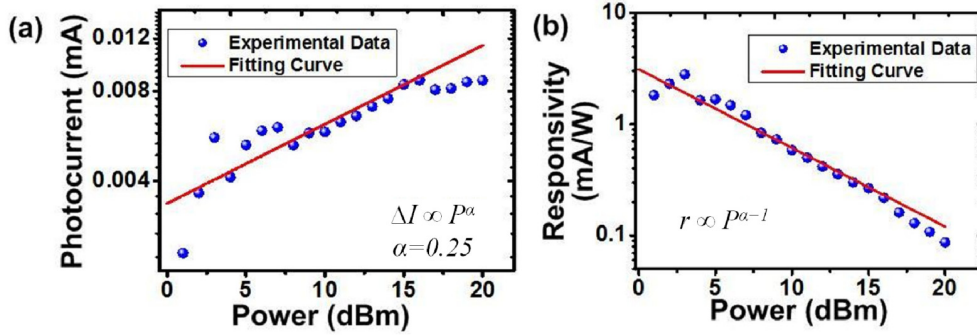 (a)
Photocurrent (mA)
0.012
0.008
0.004
Experimental Data
Fitting Curve
ΔI ∞ P^α
α=0.25
0 5 10 15 20
Power (dBm)
(b)
Responsivity
(mA/W)
10
1
0.1
Experimental Data
Fitting Curve
r ∞ P^α−1
0 5 10 15 20
Power (dBm)